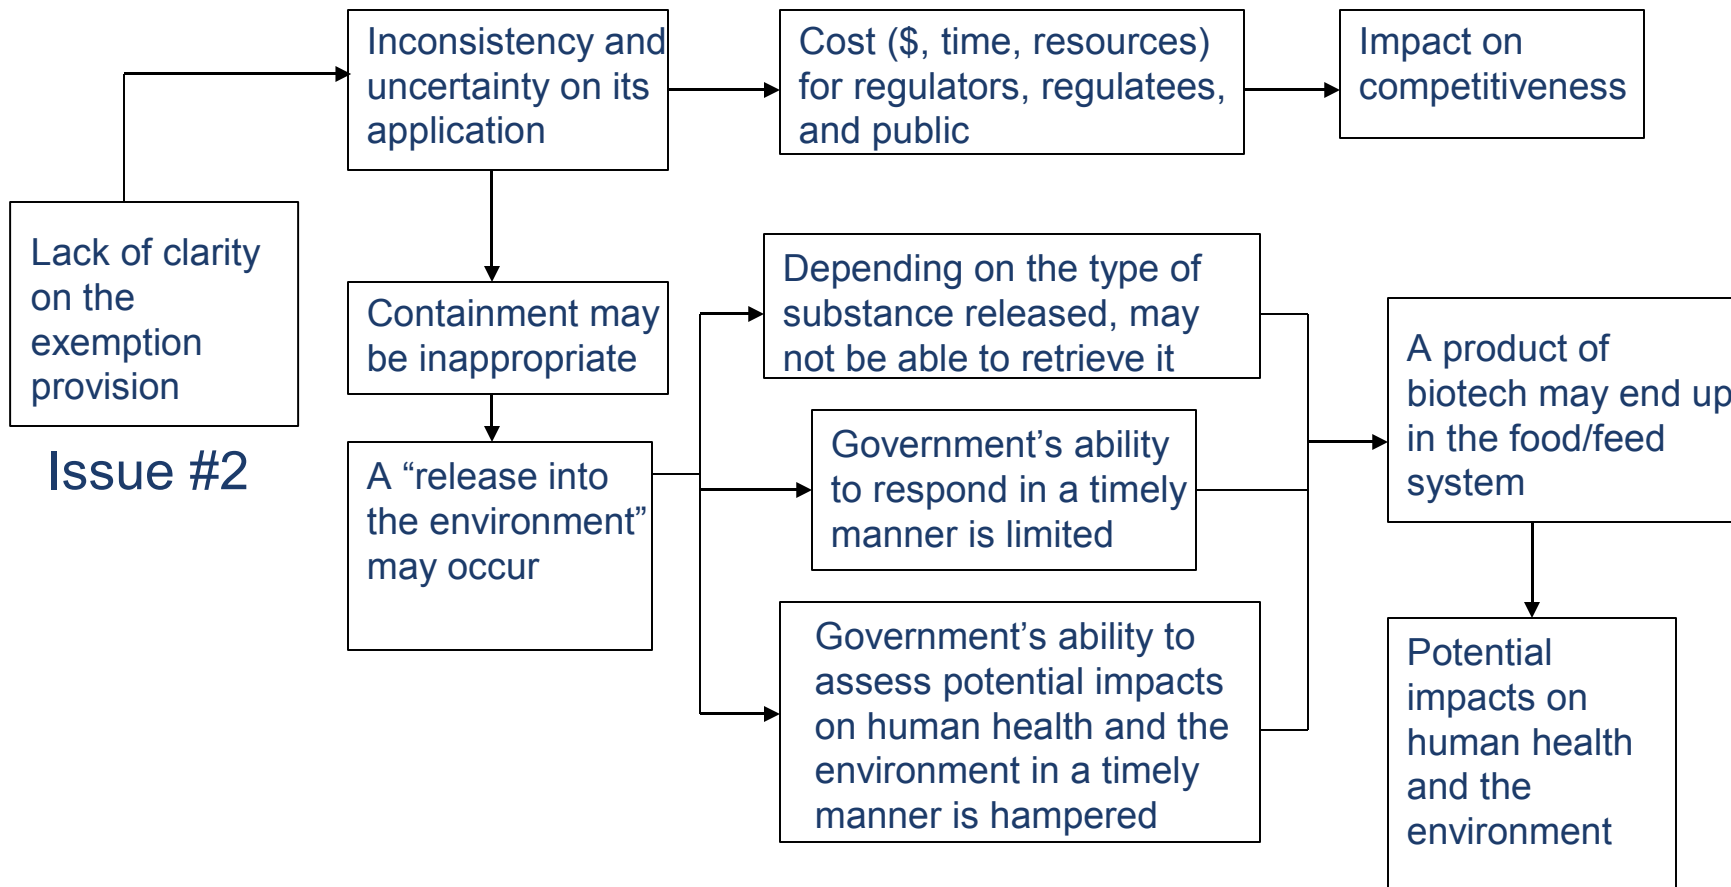 Inconsistency and
uncertainty on its
application
Cost ($, time, resources)
for regulators, regulatees,
and public
Impact on
competitiveness
Lack of clarity
on the
exemption
provision
Issue #2
Containment may
be inappropriate
A “release into
the environment”
may occur
Depending on the type of
substance released, may
not be able to retrieve it
Government’s ability
to respond in a timely
manner is limited
Government’s ability to
assess potential impacts
on human health and the
environment in a timely
manner is hampered
A product of
biotech may end up
in the food/feed
system
Potential
impacts on
human health
and the
environment